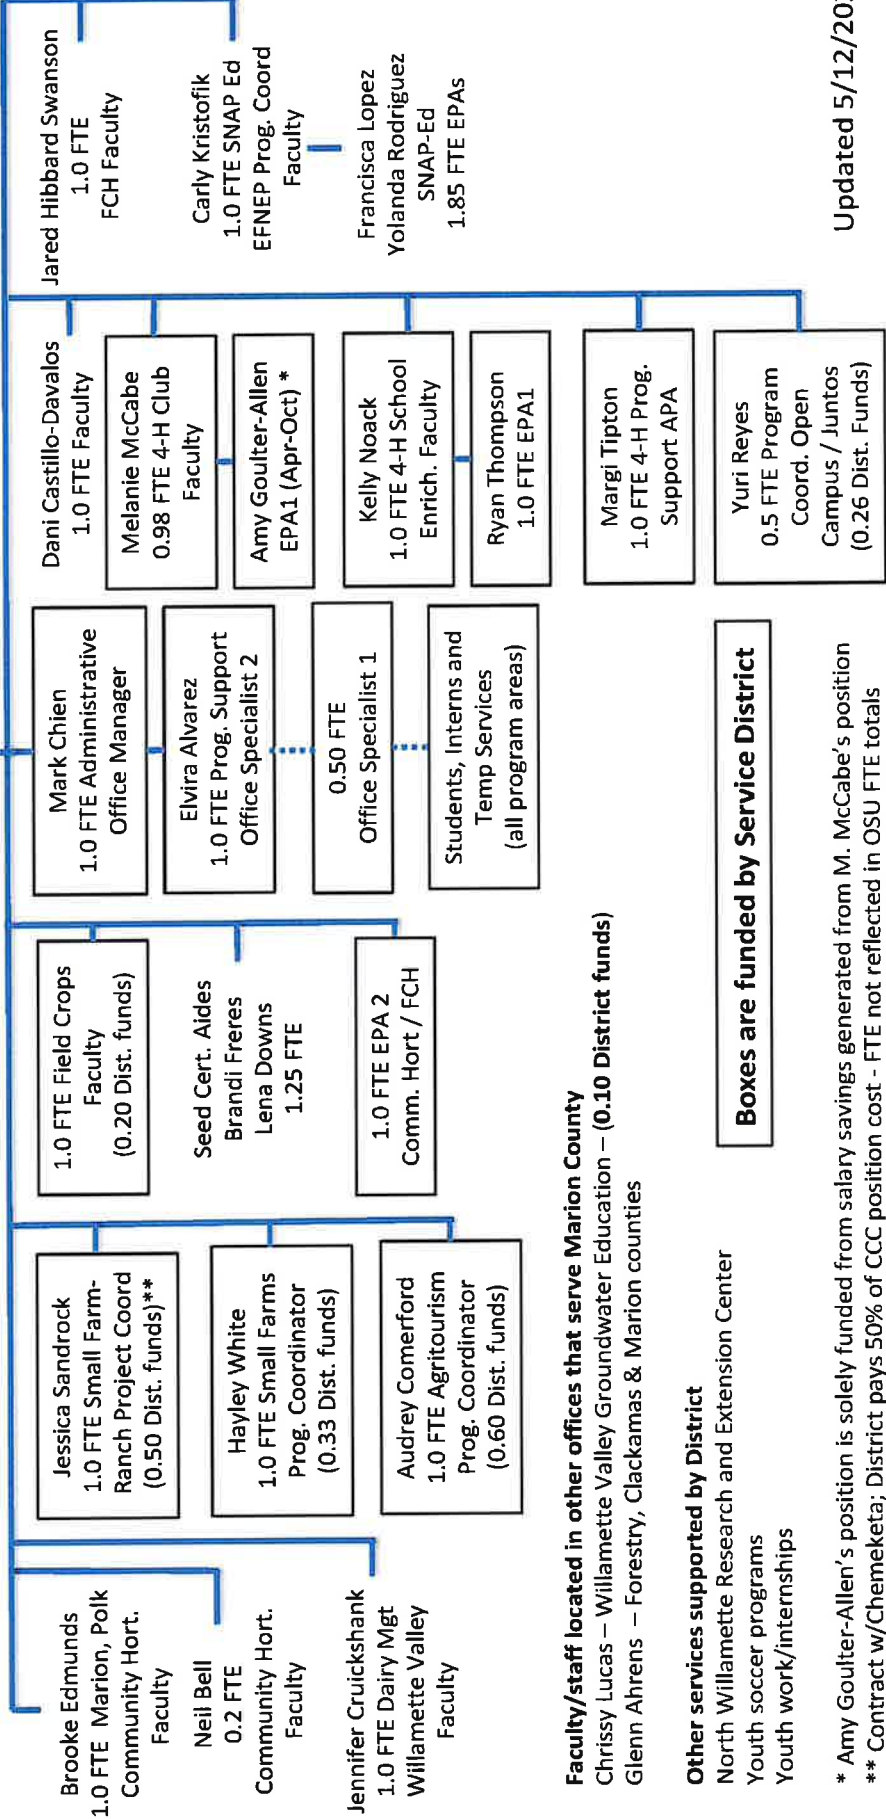 Brooke Edmunds
1.0 FTE Marion, Polk
Community Hort.
Faculty
Neil Bell
0.2 FTE
Community Hort.
Faculty
Jennifer Cruickshank
1.0 FTE Dairy Mgt
Willamette Valley
Faculty
Jessica Sandrock
1.0 FTE Small Farm-
Ranch Project Coord
(0.50 Dist. funds)**
Hayley White
1.0 FTE Small Farms
Prog. Coordinator
(0.33 Dist. funds)
Audrey Comerford
1.0 FTE Agritourism
Prog. Coordinator
(0.60 Dist. funds)
1.0 FTE Field Crops
Faculty
(0.20 Dist. funds)
Seed Cert. Aides
Brandi Freres
Lena Downs
1.25 FTE
1.0 FTE EPA 2
Comm. Hort / FCH
Mark Chien
1.0 FTE Administrative
Office Manager
Elvira Alvarez
1.0 FTE Prog. Support
Office Specialist 2
0.50 FTE
Office Specialist 1
Students, Interns and
Temp Services
(all program areas)
Dani Castillo-Davalos
1.0 FTE Faculty
Melanie McCabe
0.98 FTE 4-H Club
Faculty
Amy Goulter-Allen
EPA1 (Apr-Oct) *
Kelly Noack
1.0 FTE 4-H School
Enrich. Faculty
Ryan Thompson
1.0 FTE EPA1
Margi Tipton
1.0 FTE 4-H Prog.
Support APA
Yuri Reyes
0.5 FTE Program
Coord. Open
Campus / Juntos
(0.26 Dist. Funds)
Jared Hibbard Swanson
1.0 FTE
FCH Faculty
Carly Kristofik
1.0 FTE SNAP Ed
EFNEP Prog. Coord
Faculty
Francisca Lopez
Yolanda Rodriguez
SNAP-Ed
1.85 FTE EPAs
Faculty/staff located in other offices that serve Marion County
Chrissy Lucas – Willamette Valley Groundwater Education – (0.10 District funds)
Glenn Ahrens – Forestry, Clackamas & Marion counties
Other services supported by District
North Willamette Research and Extension Center
Youth soccer programs
Youth work/internships
Boxes are funded by Service District
* Amy Goulter-Allen's position is solely funded from salary savings generated from M. McCabe's position
** Contract w/Chemeketa; District pays 50% of CCC position cost - FTE not reflected in OSU FTE totals
Updated 5/12/20